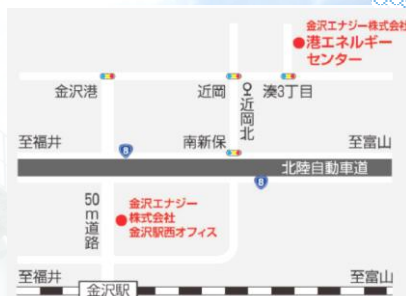 金沢エナジー株式会社
港エネルギー
センター
金沢港
近岡
近岡北
湊3丁目
至福井
8
南新保
至富山
北陸自動車道
8
50m道路
金沢エナジー
株式会社
金沢駅西オフィス
至福井
金沢駅
至富山